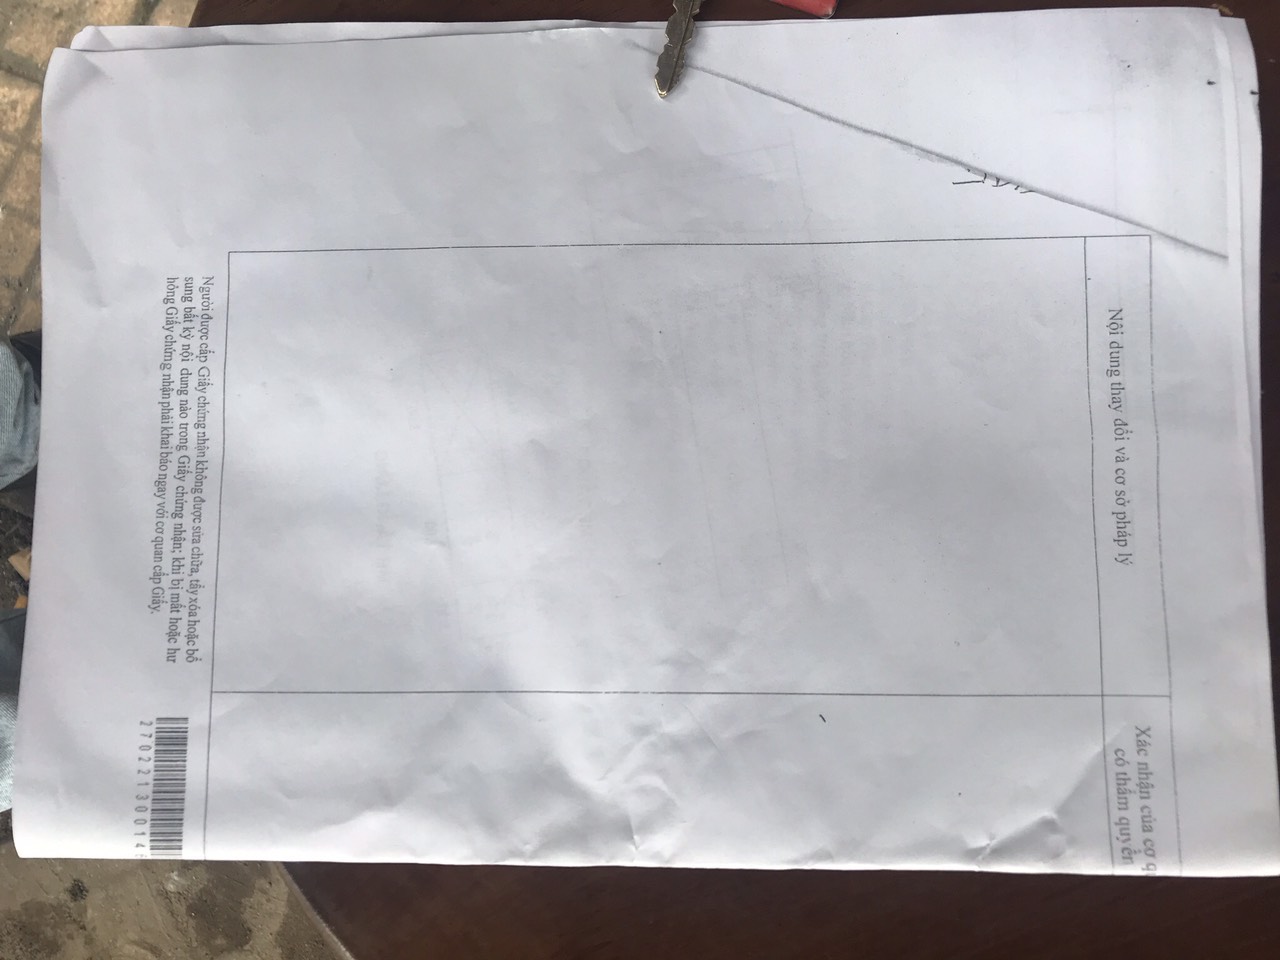 Nội dung thay đổi và cơ sở pháp lý
Xác nhận của cơ
có thẩm quyền
Người được cấp Giấy chứng nhận không được sửa chữa, tẩy xóa hoặc bổ
sung bất kỳ nội dung nào trong Giấy chứng nhận; khi bị mất hoặc hư
hỏng Giấy chứng nhận phải khai báo ngay với cơ quan cấp Giấy.
27022130014